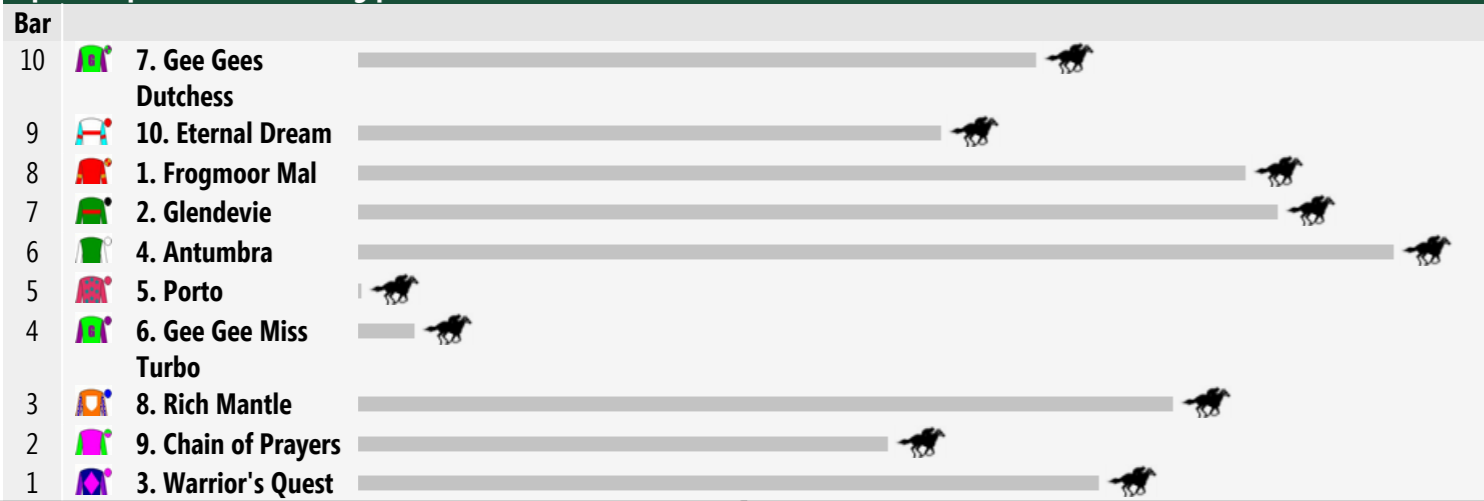 Bar
10 G 7. Gee Gees
Dutchess
9 10. Eternal Dream
8 1. Frogmoor Mal
7 2. Glendevie
6 4. Antumbra
5 5. Porto
4 G 6. Gee Gee Miss
Turbo
3 8. Rich Mantle
2 9. Chain of Prayers
1 3. Warrior's Quest